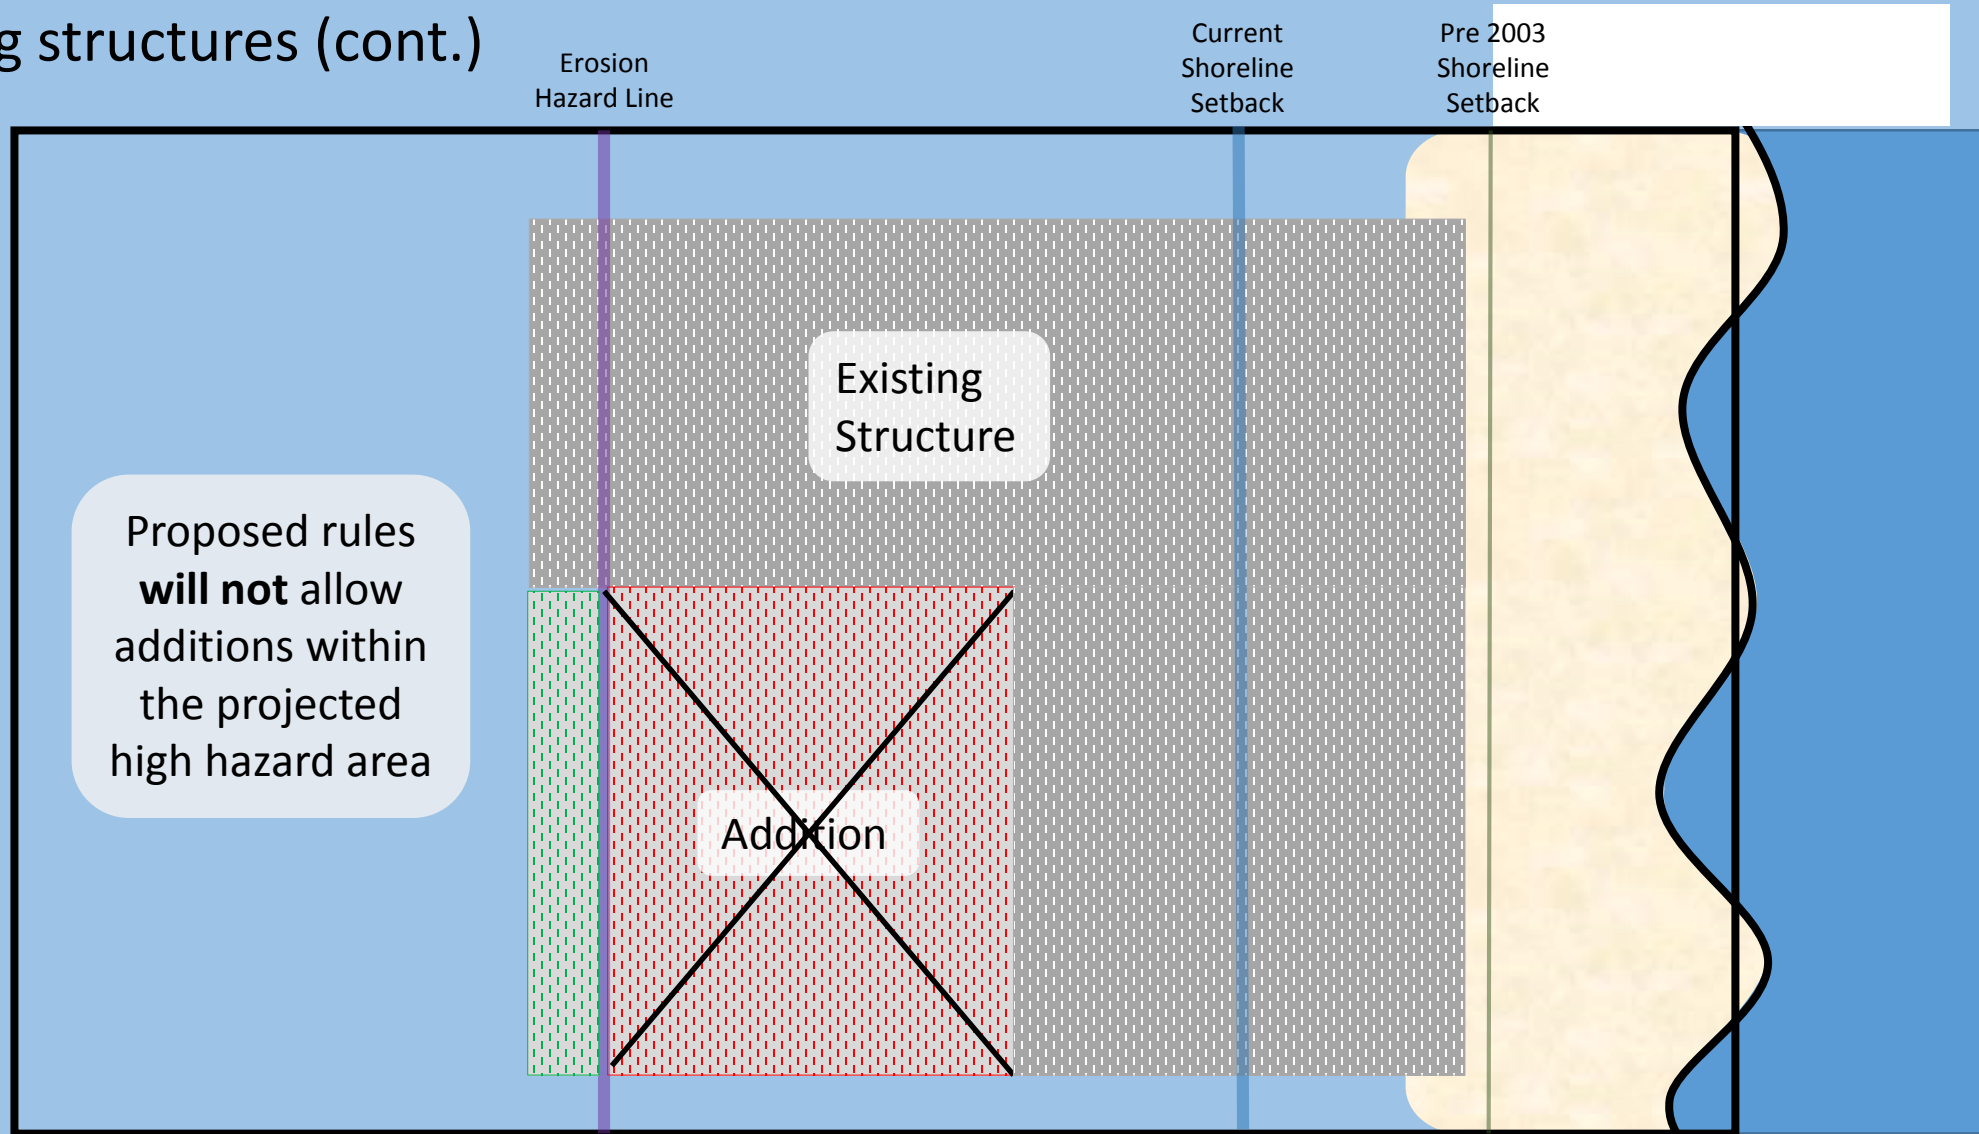 g structures (cont.)
Erosion
Hazard Line
Current
Shoreline
Setback
Pre 2003
Shoreline
Setback
Existing
Structure
Proposed rules
will not allow
additions within
the projected
high hazard area
Addition